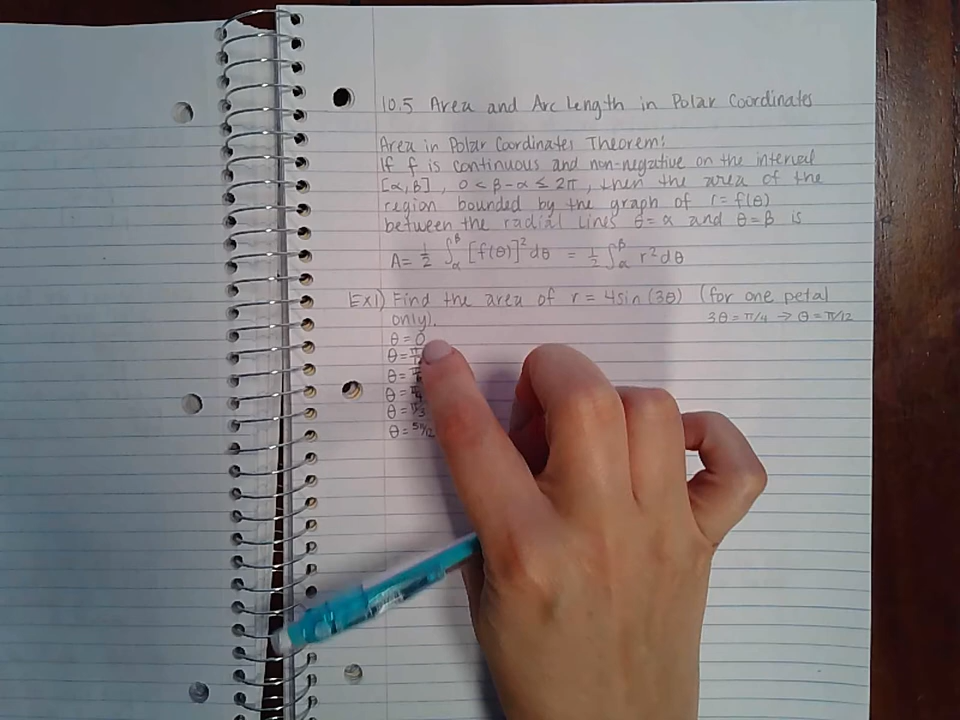 10.5 Area and Arc Length in Polar Coordinates
Area in Polar Coordinates Theorem:
If f is continuous and non-negative on the interval
[α,β], 0 < β-α ≤ 2π, then the area of the
region bounded by the graph of r=f(θ)
between the radial lines θ=α and θ=β is
A= 1/2 ∫αβ [f(θ)]² dθ = 1/2 ∫αβ r² dθ
Ex1) Find the area of r = 4sin(3θ) (for one petal
only). 3θ = π/4 → θ = π/12
θ = 0
θ =
θ =
θ =
θ = π/3
θ = 5π/12